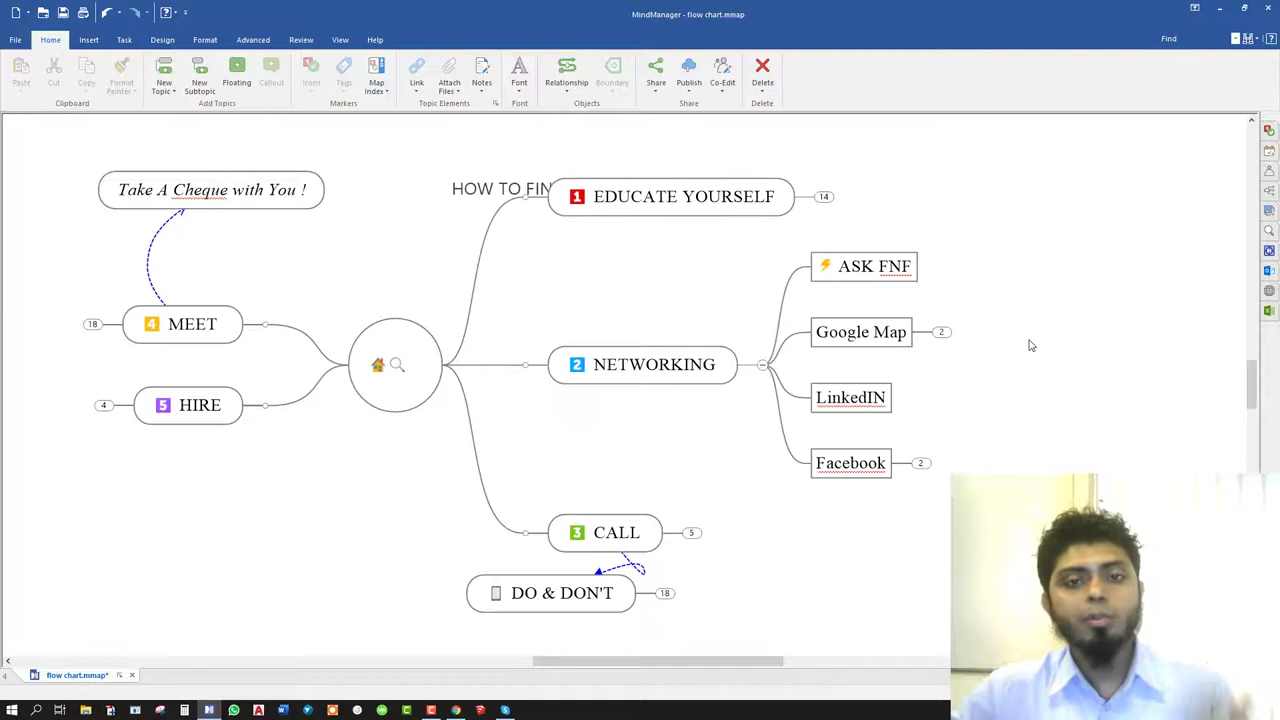 MindManager - flow chart.mmap
File Home Insert Task Design Format Advanced Review View Help Find
Paste Cut Copy Format Painter New Topic New Subtopic Floating Callout Icons Tags Map Index Link Attach Files Notes Font Relationship Boundary Share Publish Co-Edit Delete
Clipboard Add Topics Markers Topic Elements Font Objects Share Delete
Take A Cheque with You !
HOW TO FIN
1 EDUCATE YOURSELF 14
ASK FNF
18 4 MEET
Google Map 2
2 NETWORKING
LinkedIN
4 5 HIRE
Facebook 2
3 CALL 5
DO & DON'T 18
flow chart.mmap*